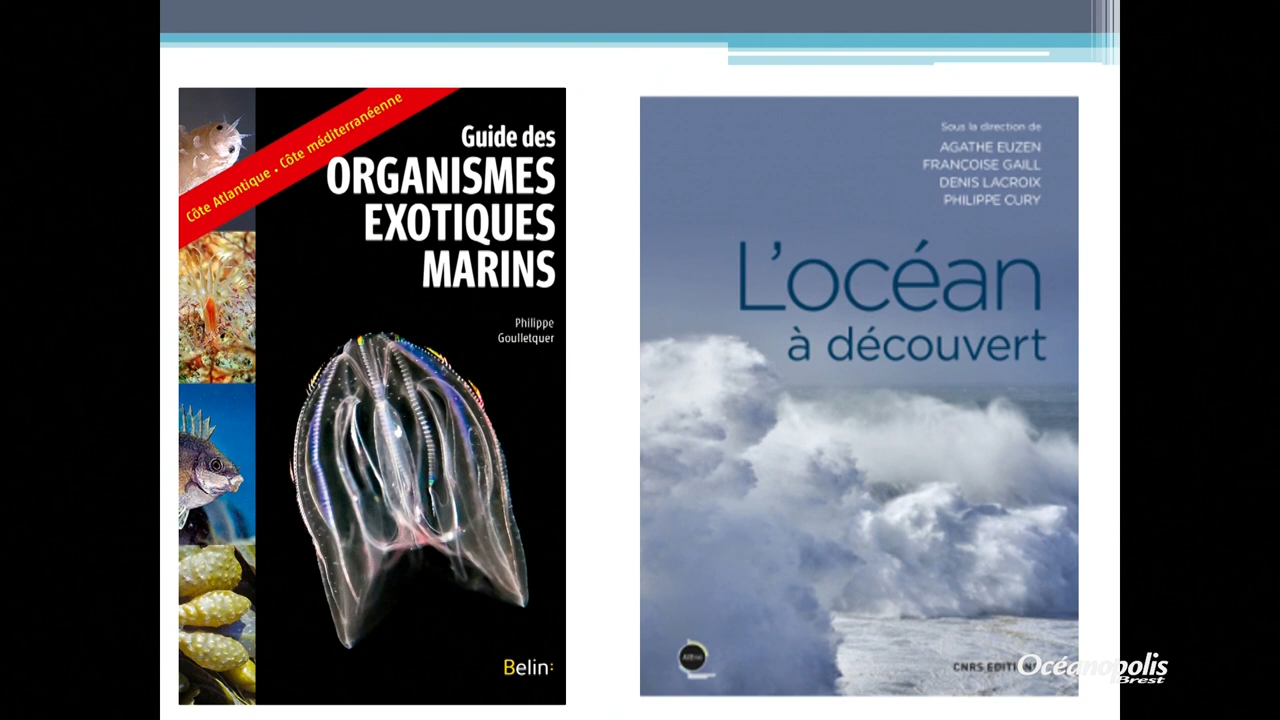 Côte Atlantique • Côte méditerranéenne
Guide des
ORGANISMES
EXOTIQUES
MARINS
Philippe
Goulletquer
Belin:
Sous la direction de
AGATHE EUZEN
FRANÇOISE GAILL
DENIS LACROIX
PHILIPPE CURY
L'océan
à découvert
CNRS EDITIONS
Océanopolis
Brest